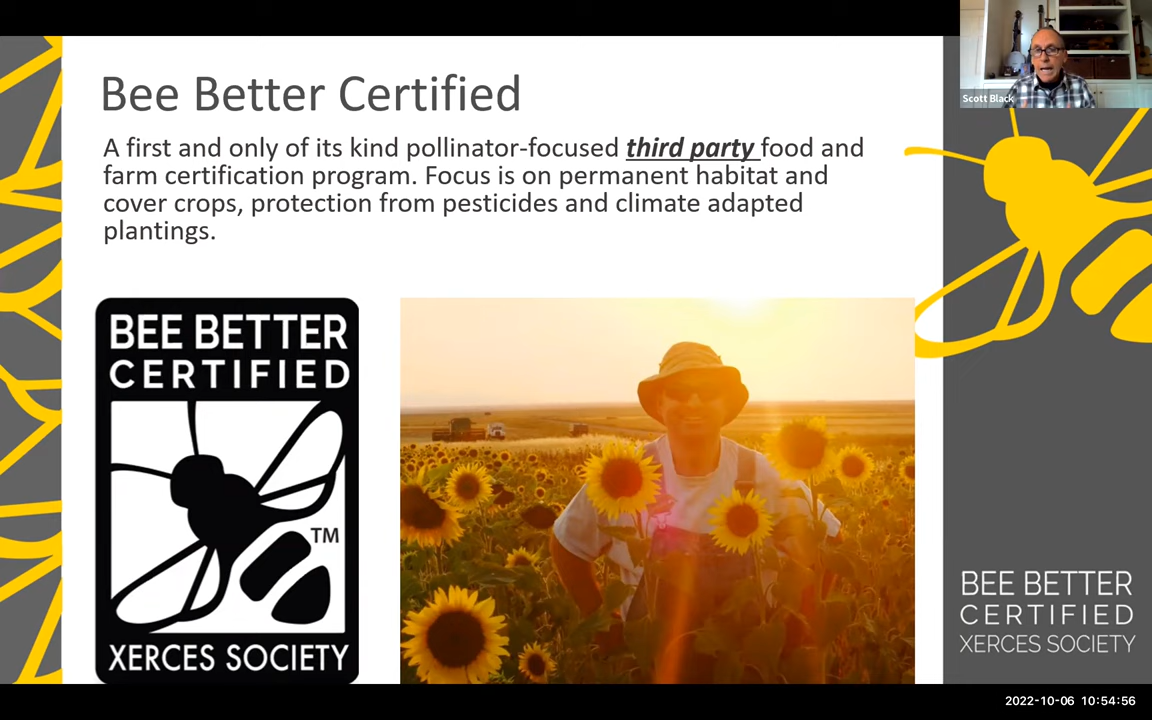 Bee Better Certified
Scott Black
A first and only of its kind pollinator-focused third party food and
farm certification program. Focus is on permanent habitat and
cover crops, protection from pesticides and climate adapted
plantings.
BEE BETTER
CERTIFIED
TM
XERCES SOCIETY
BEE BETTER
CERTIFIED
XERCES SOCIETY
2022-10-06 10:54:56